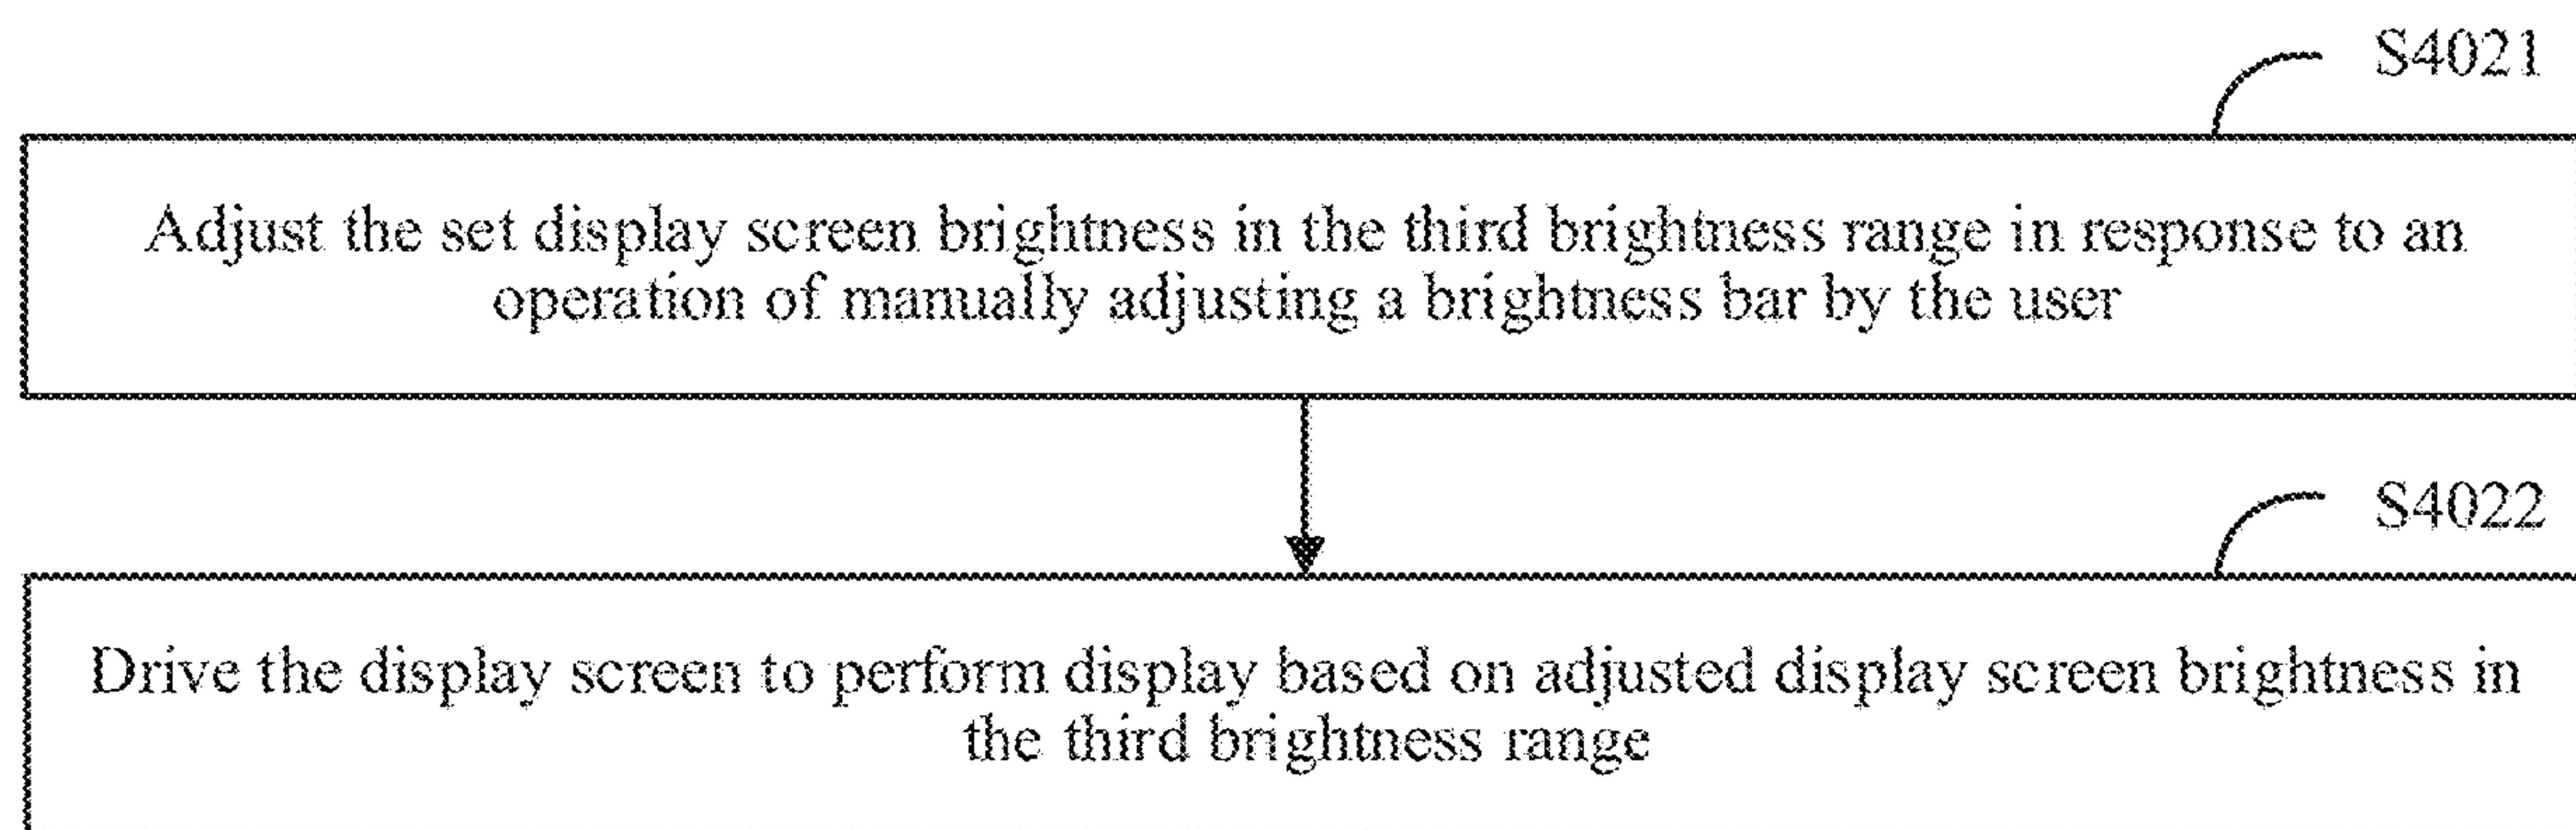 S4021
Adjust the set display screen brightness in the third brightness range in response to an
operation of manually adjusting a brightness bar by the user
S4022
Drive the display screen to perform display based on adjusted display screen brightness in
the third brightness range